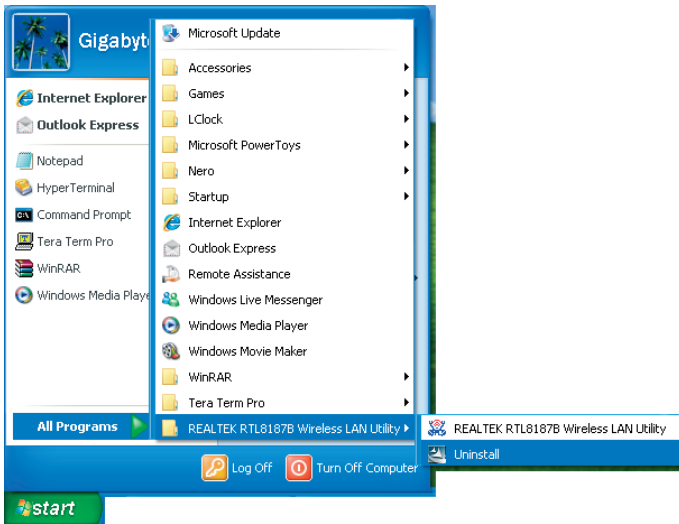 Gigabyt
Internet Explorer
Outlook Express
Notepad
HyperTerminal
Command Prompt
Tera Term Pro
WinRAR
Windows Media Playe
All Programs
Microsoft Update
Accessories
Games
LClock
Microsoft PowerToys
Nero
Startup
Internet Explorer
Outlook Express
Remote Assistance
Windows Live Messenger
Windows Media Player
Windows Movie Maker
WinRAR
Tera Term Pro
REALTEK RTL8187B Wireless LAN Utility
REALTEK RTL8187B Wireless LAN Utility
Uninstall
Log Off
Turn Off Computer
start